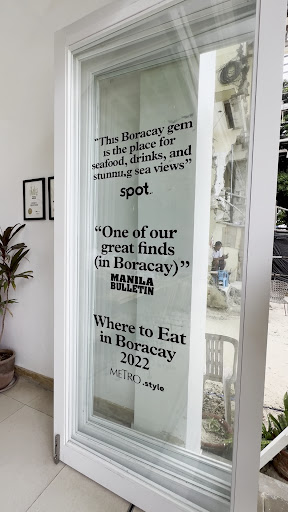 “This Boracay gem
is the place for
seafood, drinks, and
stunnu,g sea views”
spot.
“One of our
great finds
(in Boracay)”
MANILA
BULLETIN
Where to Eat
in Boracay
2022
METRO.style